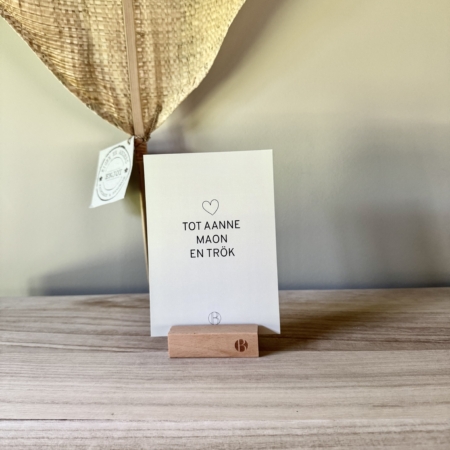 TOT AANNE
MAON
EN TRÖK